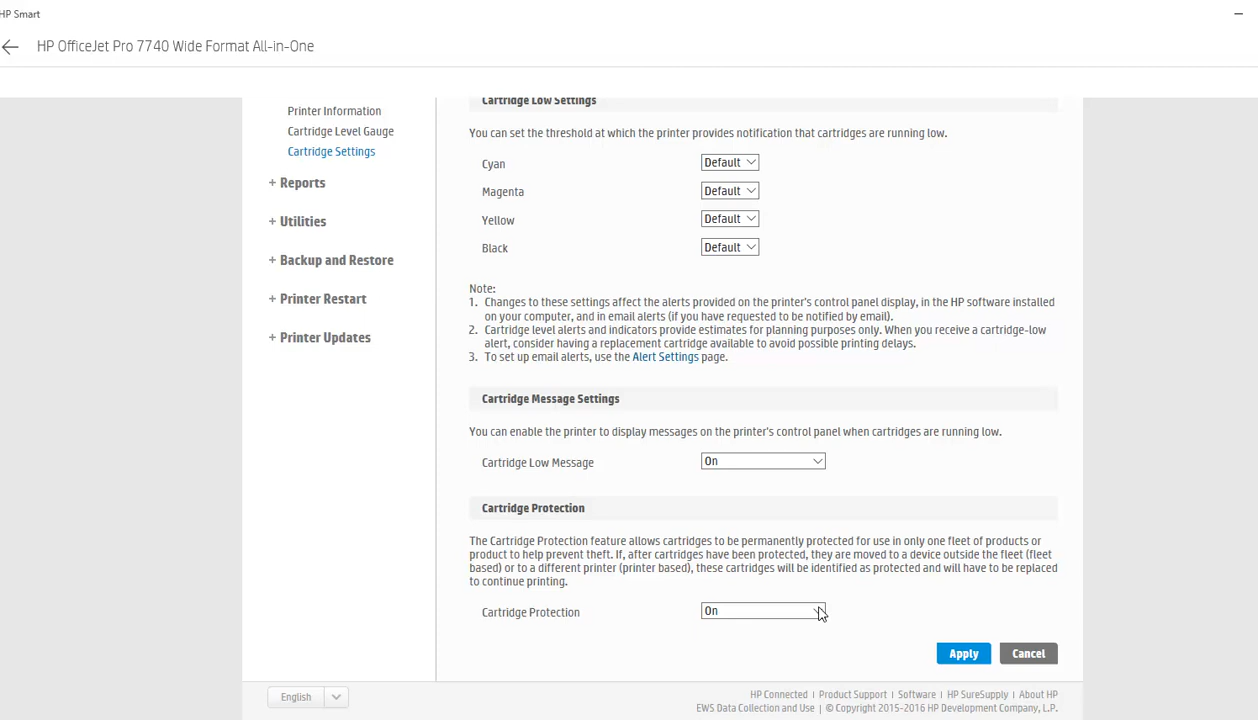 HP Smart
HP OfficeJet Pro 7740 Wide Format All-in-One
Printer Information
Cartridge Level Gauge
Cartridge Settings
+ Reports
+ Utilities
+ Backup and Restore
+ Printer Restart
+ Printer Updates
Cartridge Low Settings
You can set the threshold at which the printer provides notification that cartridges are running low.
Cyan Default
Magenta Default
Yellow Default
Black Default
Note:
1. Changes to these settings affect the alerts provided on the printer's control panel display, in the HP software installed
on your computer, and in email alerts (if you have requested to be notified by email).
2. Cartridge level alerts and indicators provide estimates for planning purposes only. When you receive a cartridge-low
alert, consider having a replacement cartridge available to avoid possible printing delays.
3. To set up email alerts, use the Alert Settings page.
Cartridge Message Settings
You can enable the printer to display messages on the printer's control panel when cartridges are running low.
Cartridge Low Message On
Cartridge Protection
The Cartridge Protection feature allows cartridges to be permanently protected for use in only one fleet of products or
product to help prevent theft. If, after cartridges have been protected, they are moved to a device outside the fleet (fleet
based) or to a different printer (printer based), these cartridges will be identified as protected and will have to be replaced
to continue printing.
Cartridge Protection On
Apply Cancel
English
HP Connected | Product Support | Software | HP SureSupply | About HP
EWS Data Collection and Use | © Copyright 2015-2016 HP Development Company, L.P.